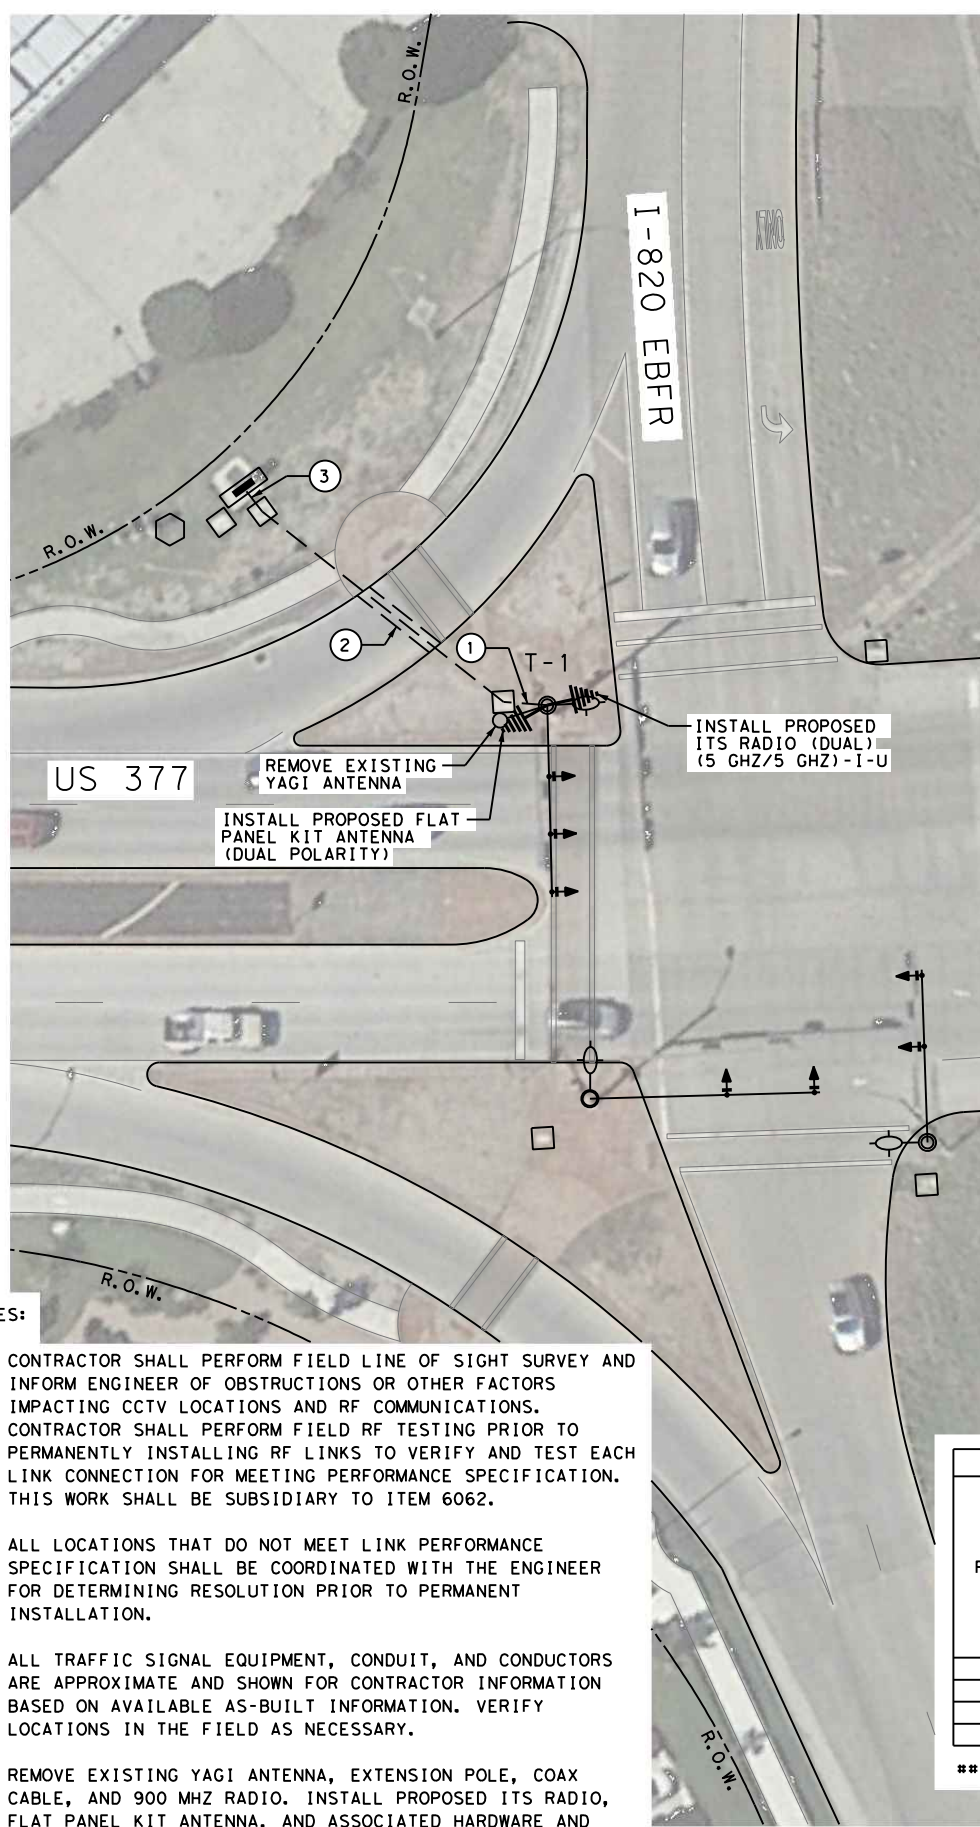 R.O.W.
I-820 EBFR
ONLY
3
R.O.W.
2
1
T-1
INSTALL PROPOSED
ITS RADIO (DUAL)
(5 GHZ/5 GHZ)-I-U
US 377
REMOVE EXISTING
YAGI ANTENNA
INSTALL PROPOSED FLAT
PANEL KIT ANTENNA
(DUAL POLARITY)
R.O.W.
ES:
CONTRACTOR SHALL PERFORM FIELD LINE OF SIGHT SURVEY AND
INFORM ENGINEER OF OBSTRUCTIONS OR OTHER FACTORS
IMPACTING CCTV LOCATIONS AND RF COMMUNICATIONS.
CONTRACTOR SHALL PERFORM FIELD RF TESTING PRIOR TO
PERMANENTLY INSTALLING RF LINKS TO VERIFY AND TEST EACH
LINK CONNECTION FOR MEETING PERFORMANCE SPECIFICATION.
THIS WORK SHALL BE SUBSIDIARY TO ITEM 6062.
ALL LOCATIONS THAT DO NOT MEET LINK PERFORMANCE
SPECIFICATION SHALL BE COORDINATED WITH THE ENGINEER
FOR DETERMINING RESOLUTION PRIOR TO PERMANENT
INSTALLATION.
ALL TRAFFIC SIGNAL EQUIPMENT, CONDUIT, AND CONDUCTORS
ARE APPROXIMATE AND SHOWN FOR CONTRACTOR INFORMATION
BASED ON AVAILABLE AS-BUILT INFORMATION. VERIFY
LOCATIONS IN THE FIELD AS NECESSARY.
REMOVE EXISTING YAGI ANTENNA, EXTENSION POLE, COAX
CABLE, AND 900 MHZ RADIO. INSTALL PROPOSED ITS RADIO,
FLAT PANEL KIT ANTENNA, AND ASSOCIATED HARDWARE AND
R.O.W.
##